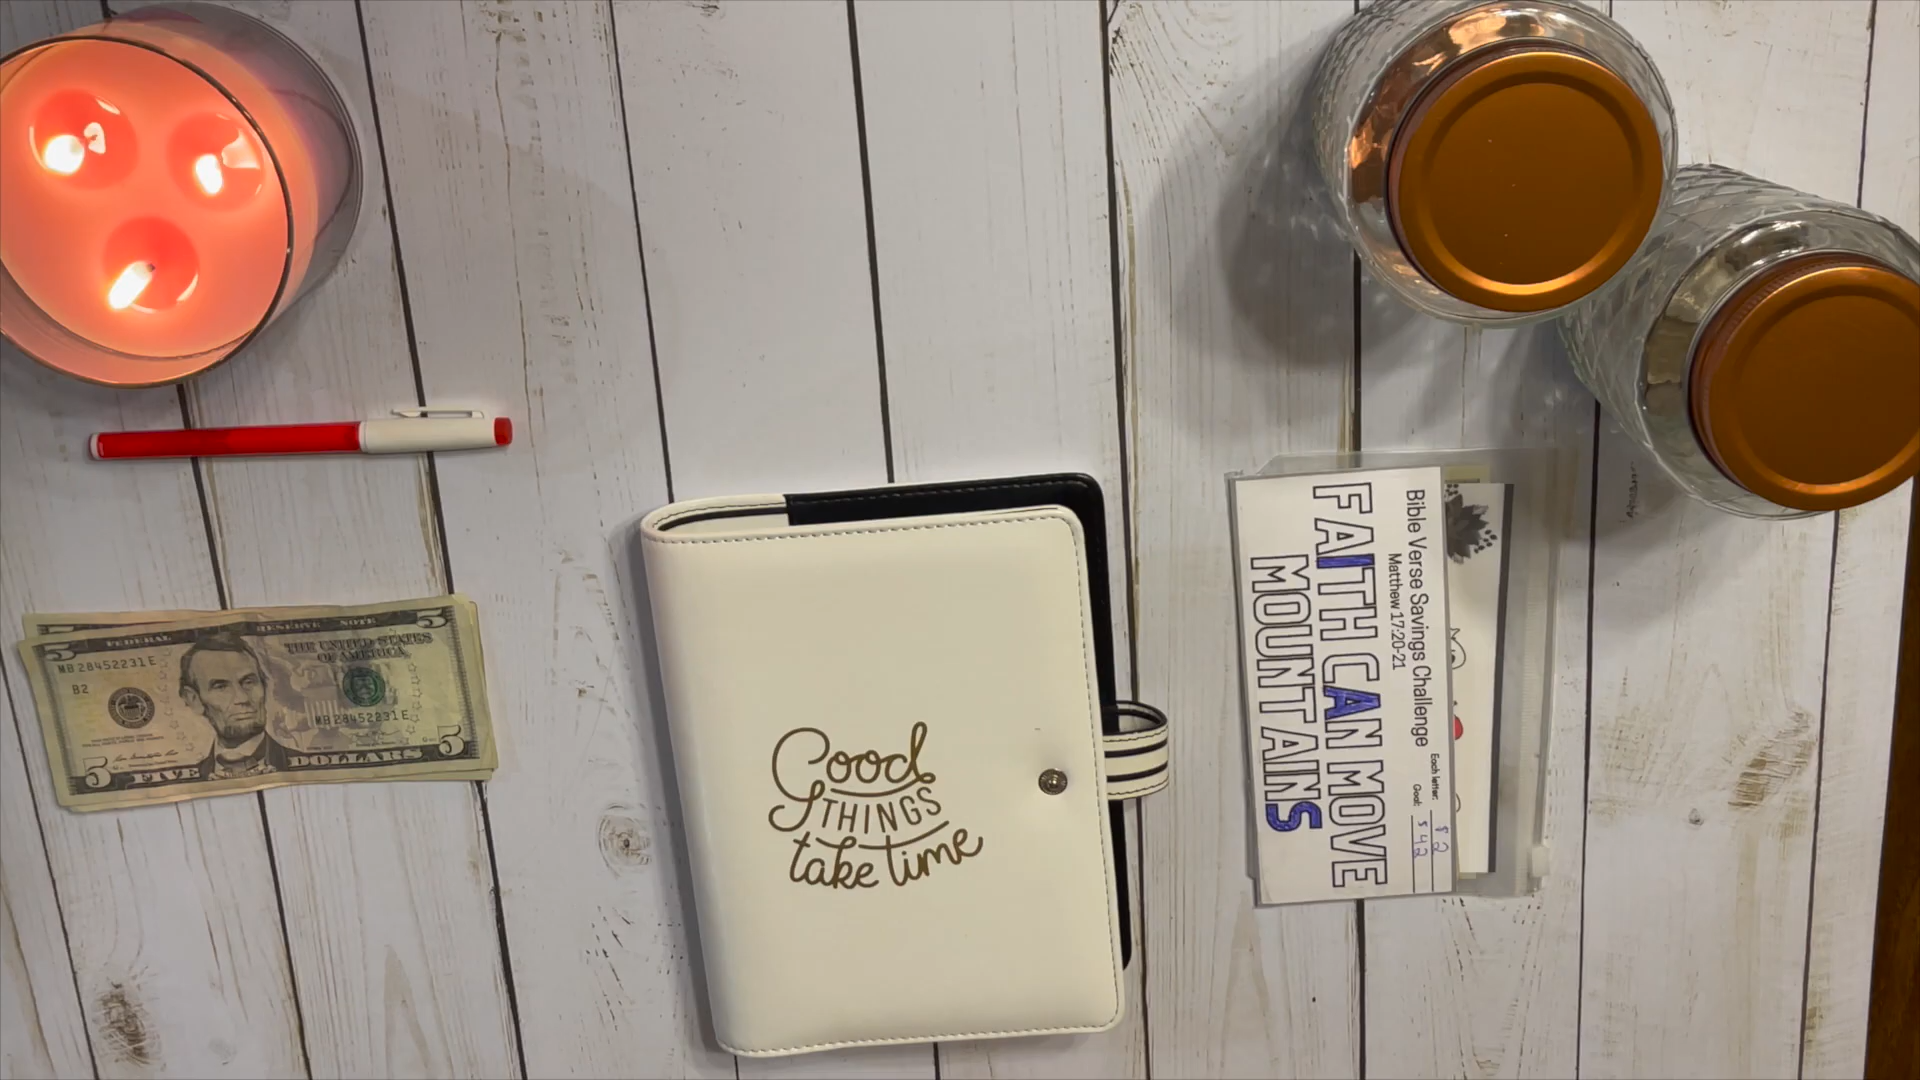 5 FEDERAL RESERVE NOTE 5
MB 28452231 E
THE UNITED STATES
OF AMERICA
B2
MB 28452231 E
5 FIVE DOLLARS 5
Good
THINGS
take time
Bible Verse Savings Challenge
Matthew 17:20-21
Each letter: $2
Goal: $42
FAITH CAN MOVE
MOUNTAINS